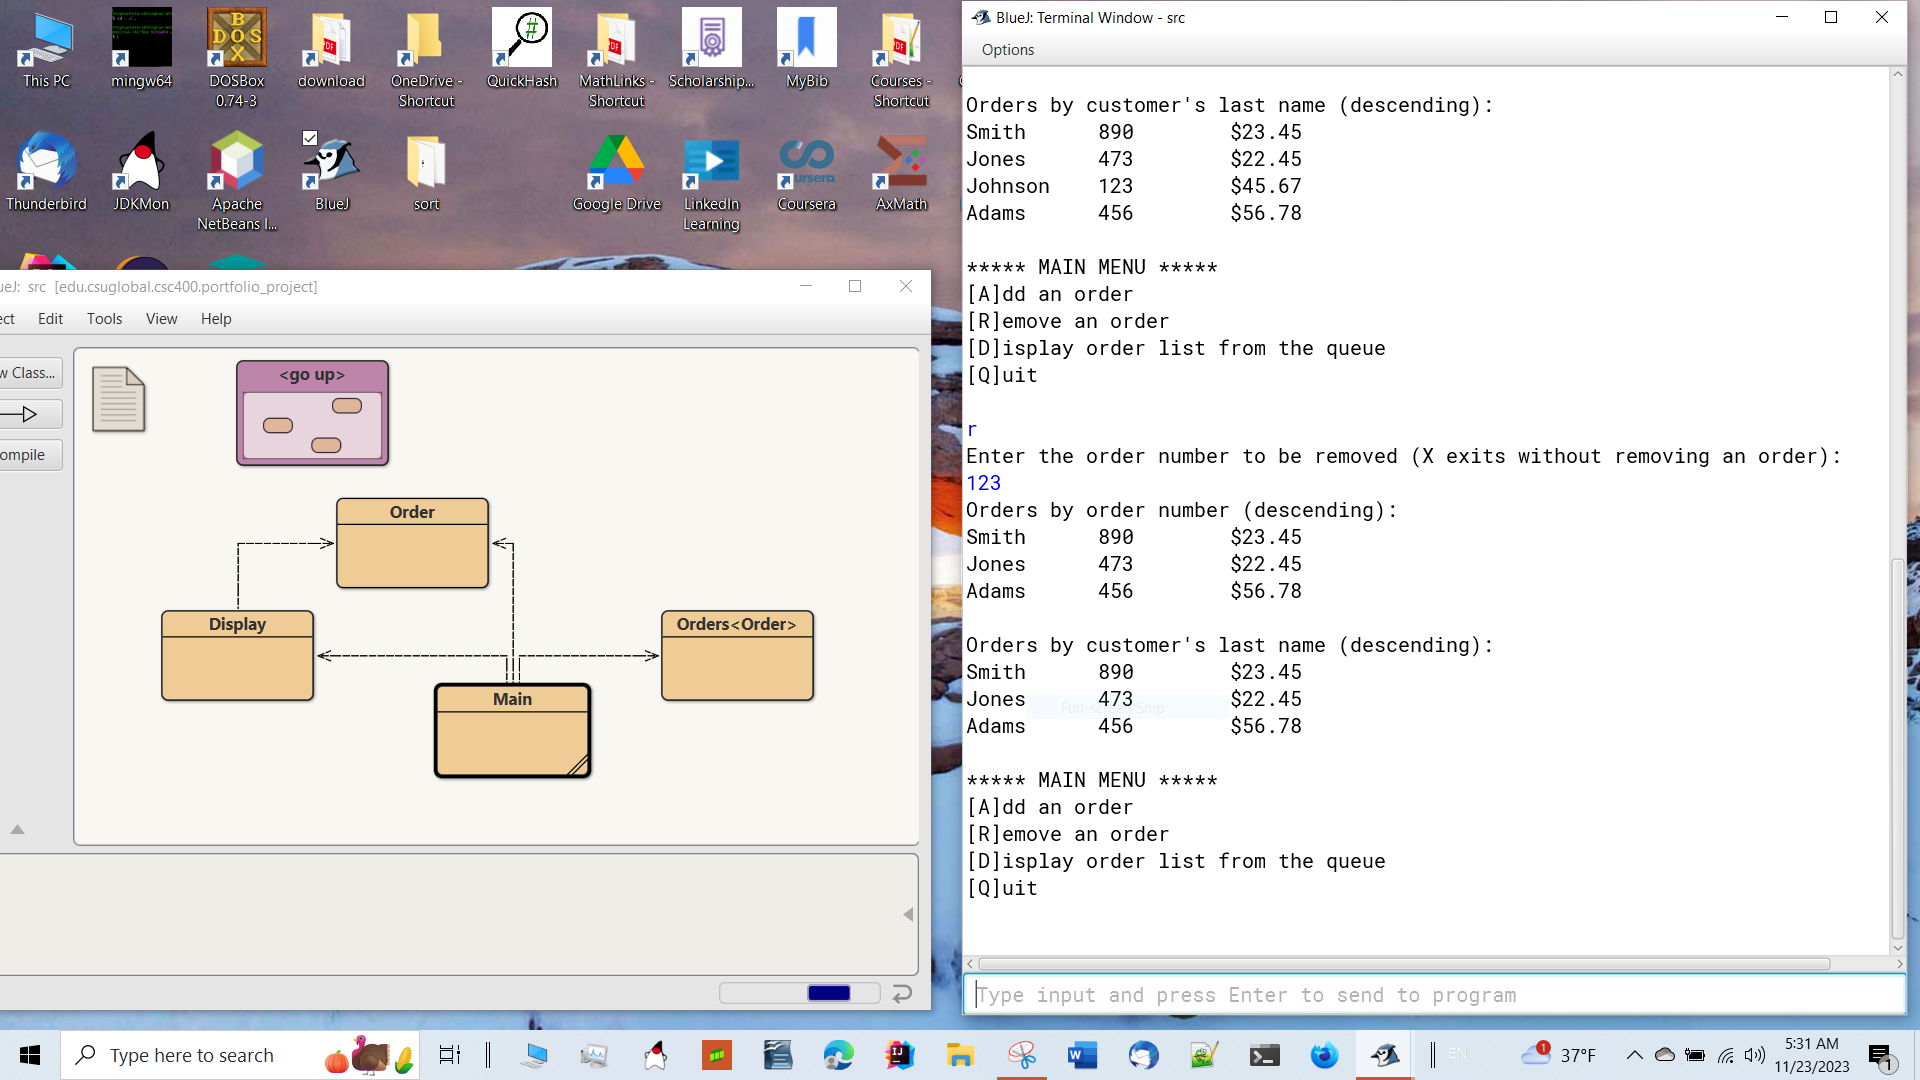 This PC
mingw64
DOSBox
0.74-3
download
OneDrive -
Shortcut
QuickHash
MathLinks -
Shortcut
Scholarship...
MyBib
Courses -
Shortcut
Thunderbird
JDKMon
Apache
NetBeans I...
BlueJ
sort
Google Drive
LinkedIn
Learning
Coursera
AxMath
ueJ: src [edu.csuglobal.csc400.portfolio_project]
ect Edit Tools View Help
w Class...
ompile
<go up>
Order
Display
Orders<Order>
Main
BlueJ: Terminal Window - src
Options
Orders by customer's last name (descending):
Smith 890 $23.45
Jones 473 $22.45
Johnson 123 $45.67
Adams 456 $56.78
***** MAIN MENU *****
[A]dd an order
[R]emove an order
[D]isplay order list from the queue
[Q]uit
r
Enter the order number to be removed (X exits without removing an order):
123
Orders by order number (descending):
Smith 890 $23.45
Jones 473 $22.45
Adams 456 $56.78
Orders by customer's last name (descending):
Smith 890 $23.45
Jones 473 $22.45
Full-screen Snip
Adams 456 $56.78
***** MAIN MENU *****
[A]dd an order
[R]emove an order
[D]isplay order list from the queue
[Q]uit
Type input and press Enter to send to program
Type here to search
EN
1
37°F
5:31 AM
11/23/2023
1